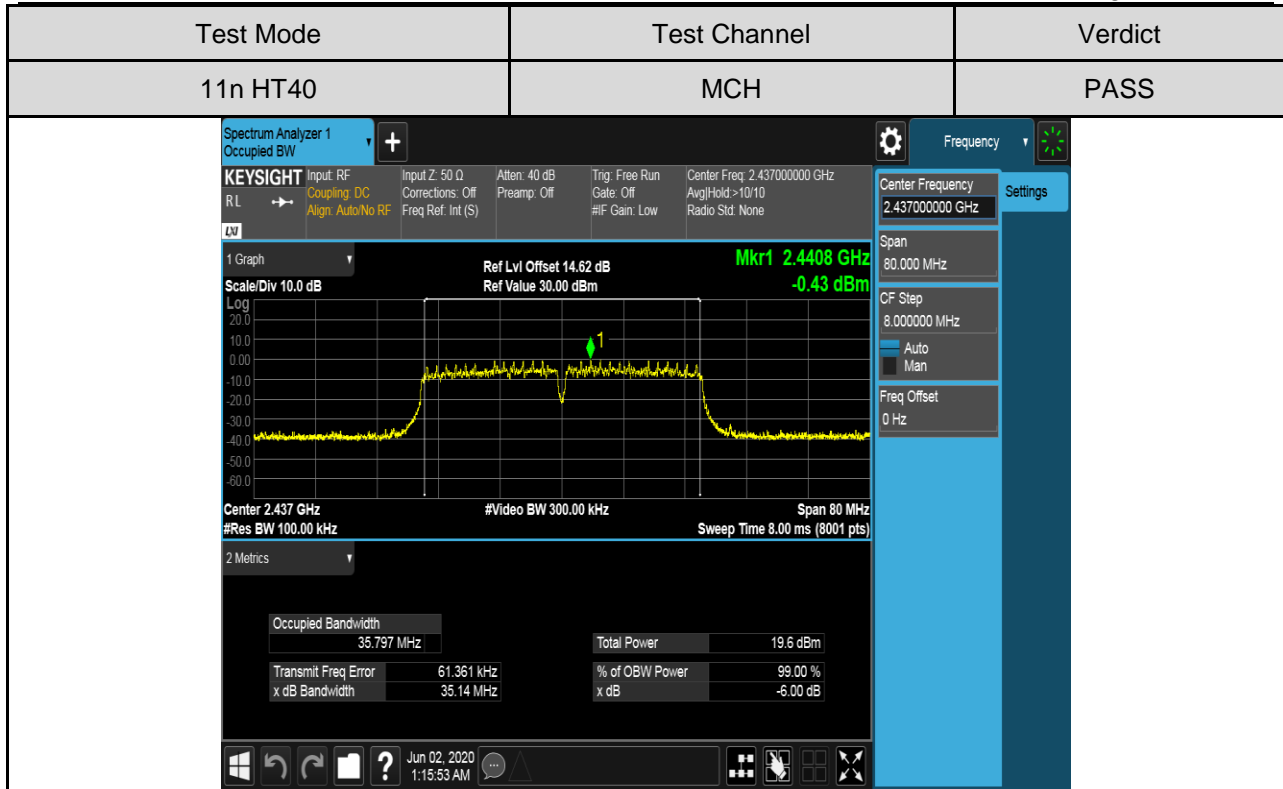 Test Mode Test Channel Verdict
11n HT40 MCH PASS
Spectrum Analyzer 1
Occupied BW
Frequency
KEYSIGHT Input: RF Input Z: 50 Ω Atten: 40 dB Trig: Free Run Center Freq: 2.437000000 GHz
RL Coupling: DC Corrections: Off Preamp: Off Gate: Off Avg|Hold:>10/10
Align: Auto/No RF Freq Ref: Int (S) #IF Gain: Low Radio Std: None
LXI
Center Frequency
2.437000000 GHz
Settings
Span
80.000 MHz
CF Step
8.000000 MHz
Auto
Man
Freq Offset
0 Hz
1 Graph Ref Lvl Offset 14.62 dB Mkr1 2.4408 GHz
Scale/Div 10.0 dB Ref Value 30.00 dBm -0.43 dBm
Log
20.0
10.0
1
0.00
-10.0
-20.0
-30.0
-40.0
-50.0
-60.0
Center 2.437 GHz #Video BW 300.00 kHz Span 80 MHz
#Res BW 100.00 kHz Sweep Time 8.00 ms (8001 pts)
2 Metrics
Occupied Bandwidth
35.797 MHz Total Power 19.6 dBm
Transmit Freq Error 61.361 kHz % of OBW Power 99.00 %
x dB Bandwidth 35.14 MHz x dB -6.00 dB
? Jun 02, 2020
1:15:53 AM